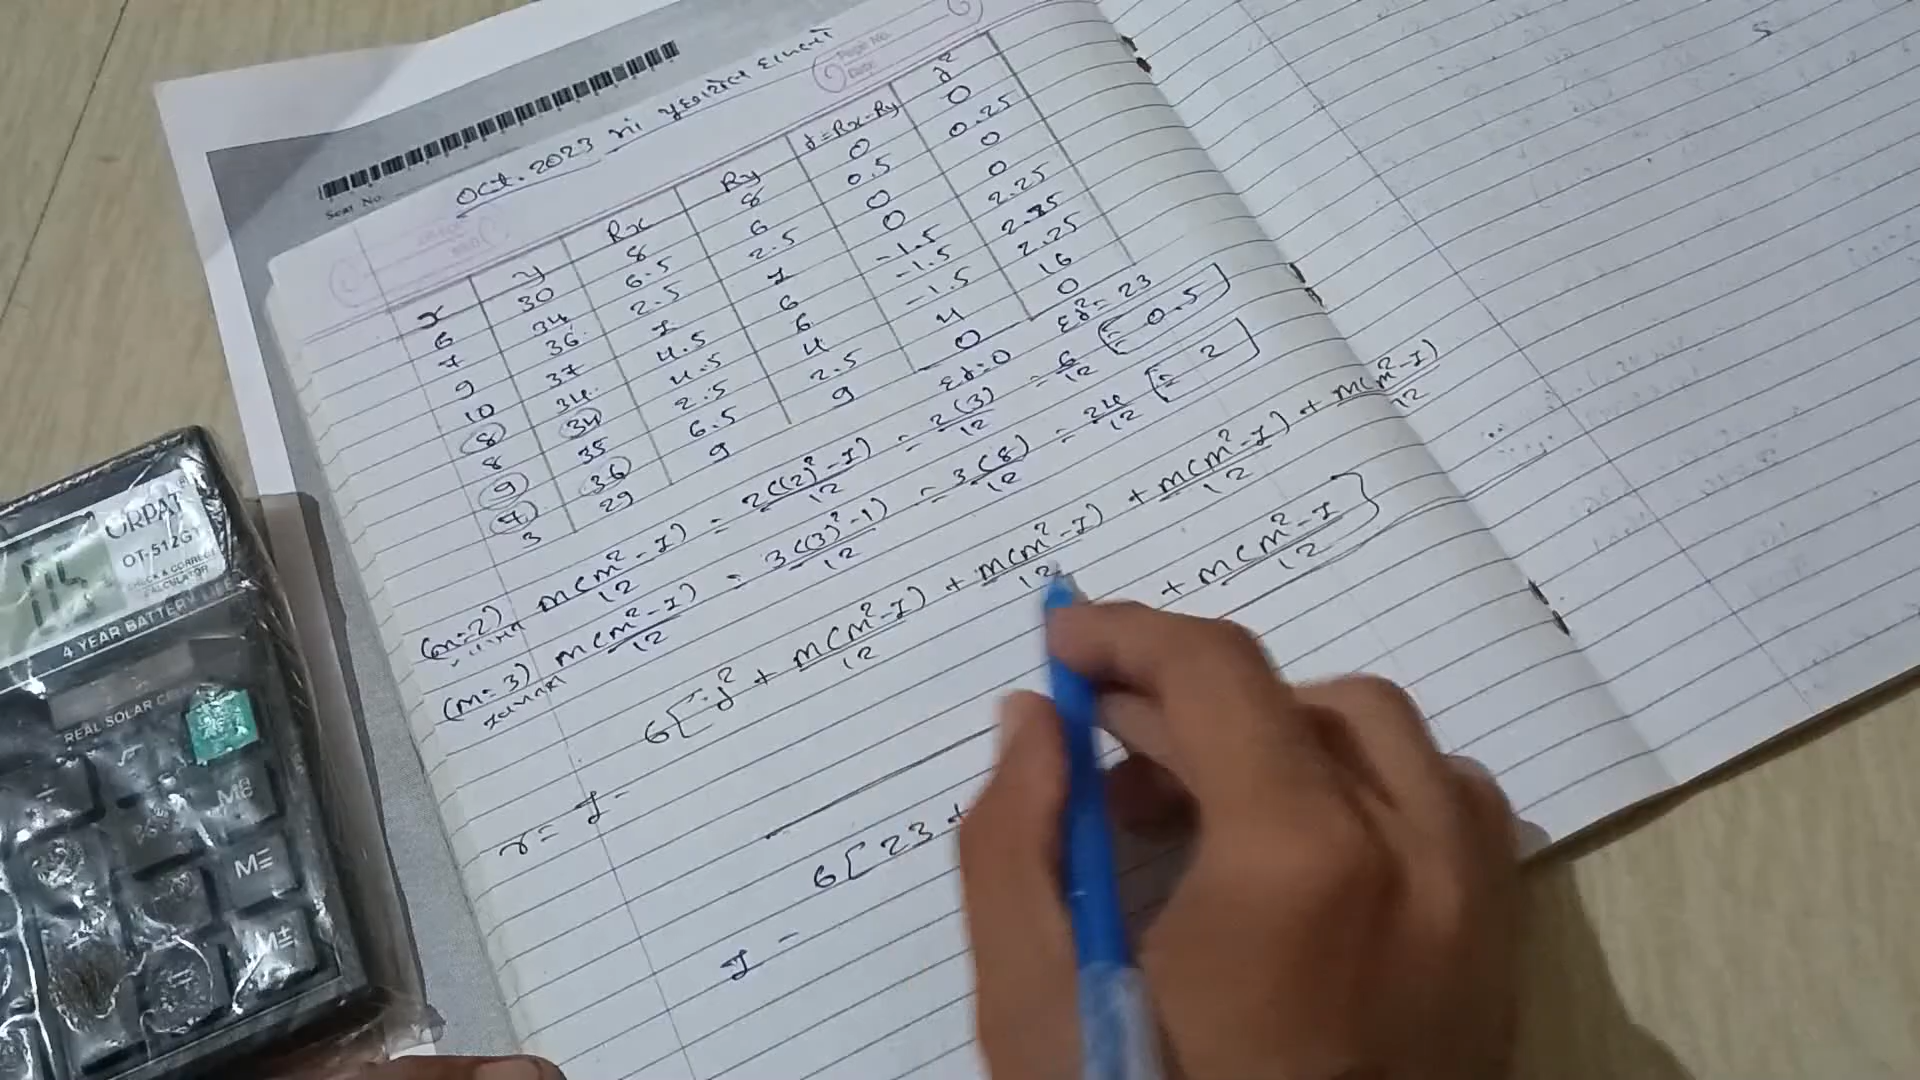 Seat No.
Page No.
Date
Oct. 2023 નાં
x y Rx Ry d=Rx-Ry d²
6 30 8 8 0 0
7 34 6.5 6 0.5 0.25
9 36 2.5 2.5 0 0
10 37 1 1 0 0
8 34 4.5 6 -1.5 2.25
8 34 4.5 6 -1.5 2.25
9 35 2.5 4 -1.5 2.25
7 36 6.5 2.5 4 16
3 29 9 9 0 0
Σd=0 Σd²=23
(m=2) m(m²-1)/12 = 2((2)²-1)/12 = 2(3)/12 = 6/12 [= 0.5]
(m=3) m(m²-1)/12 = 3((3)²-1)/12 = 3(8)/12 = 24/12 [= 2]
r = 1 - 6[Σd² + m(m²-1)/12 + m(m²-1)/12 + m(m²-1)/12 + m(m²-1)/12
+ m(m²-1)/12]
1 - 6[23 +
ORPAT
OT-512GT
CHECK & CORRECT
CALCULATOR
4 YEAR BATTERY LIFE
REAL SOLAR CELL